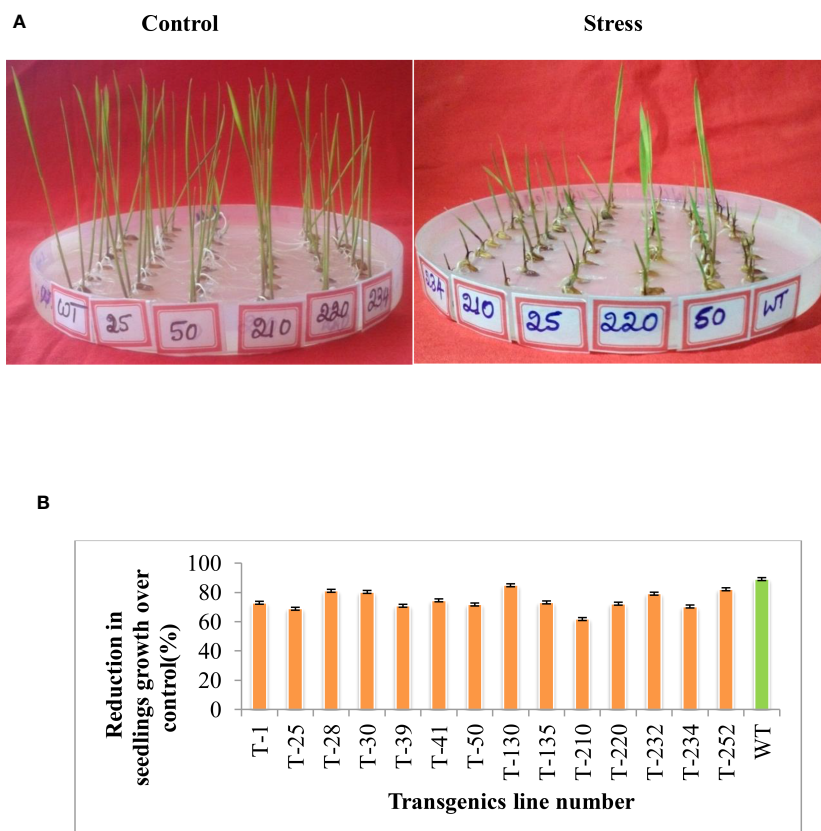 A
Control
Stress
WT
25
50
210
220
234
234
210
25
220
50
WT
B
Reduction in
seedlings growth over
control(%)
100
80
60
40
20
0
T-1
T-25
T-28
T-30
T-39
T-41
T-50
T-130
T-135
T-210
T-220
T-232
T-234
T-252
WT
Transgenics line number